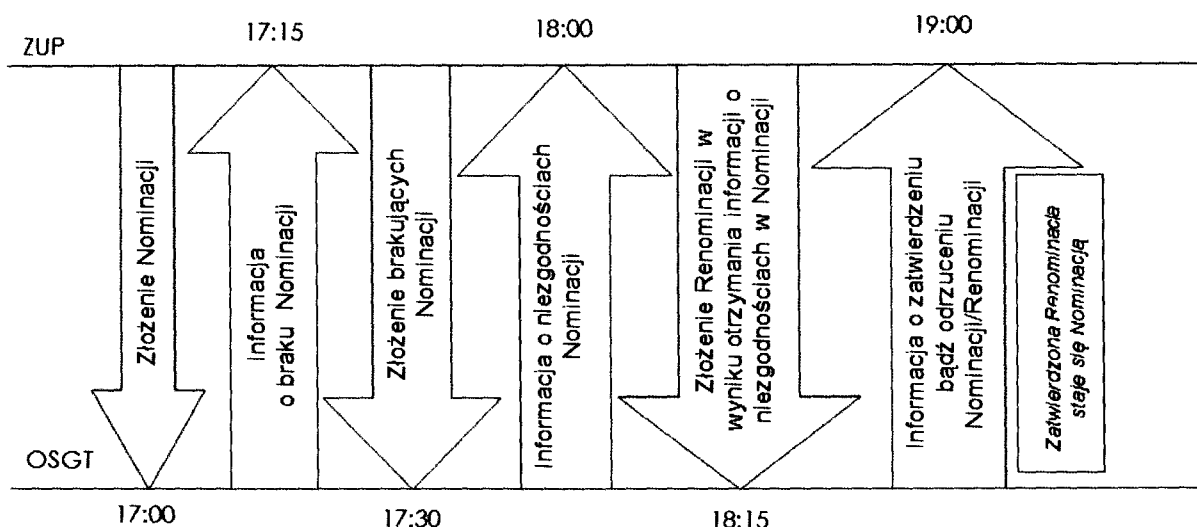 17:15
18:00
19:00
ZUP
Złożenie Nominacji
Informacja
o braku Nominacji
Złożenie brakujących
Nominacji
Informacja o niezgodnościach
Nominacji
Złożenie Renominacji w
wyniku otrzymania informacji o
niezgodnościach w Nominacji
Informacja o zatwierdzeniu
bądź odrzuceniu
Nominacji/Renominacji
Zatwierdzona Renominacja
staje się Nominacją
OSGT
17:00
17:30
18:15